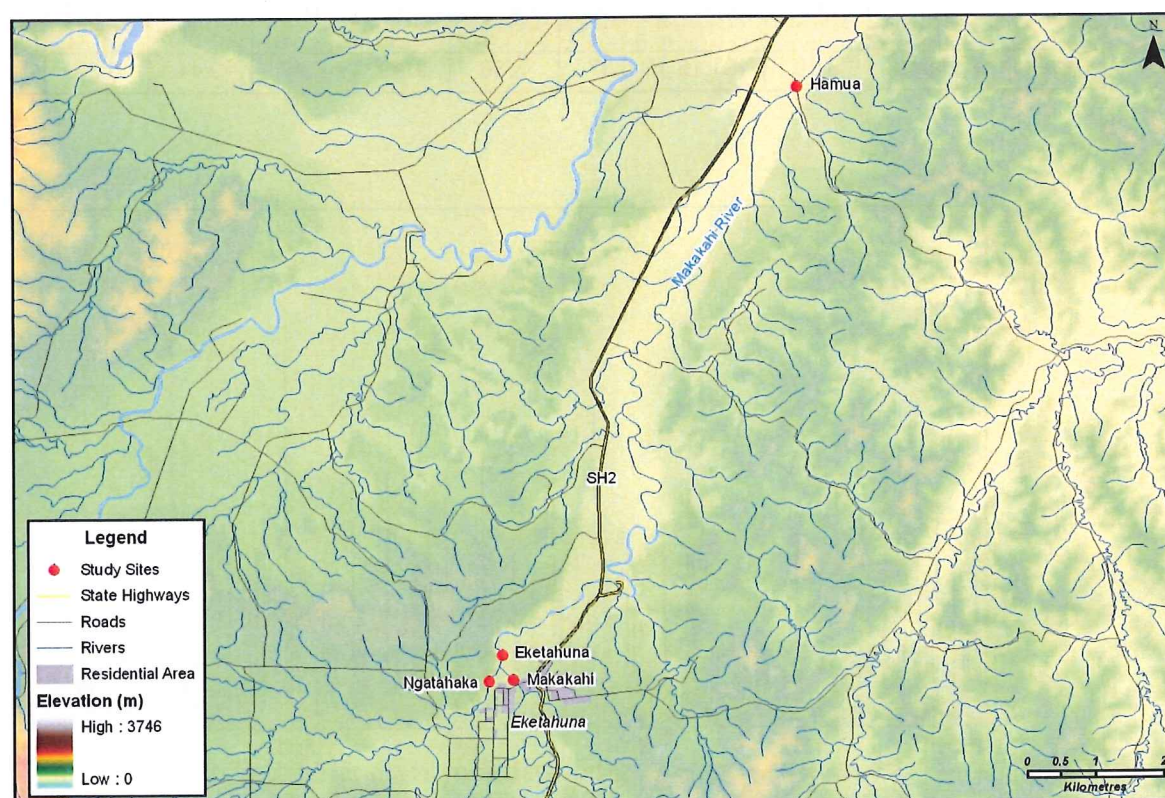 N
Hamua
Makakahi River
SH2
Eketahuna
Ngatahaka
Makakahi
Eketahuna
Legend
Study Sites
State Highways
Roads
Rivers
Residential Area
Elevation (m)
High : 3746
Low : 0
0 0.5 1 2
Kilometres